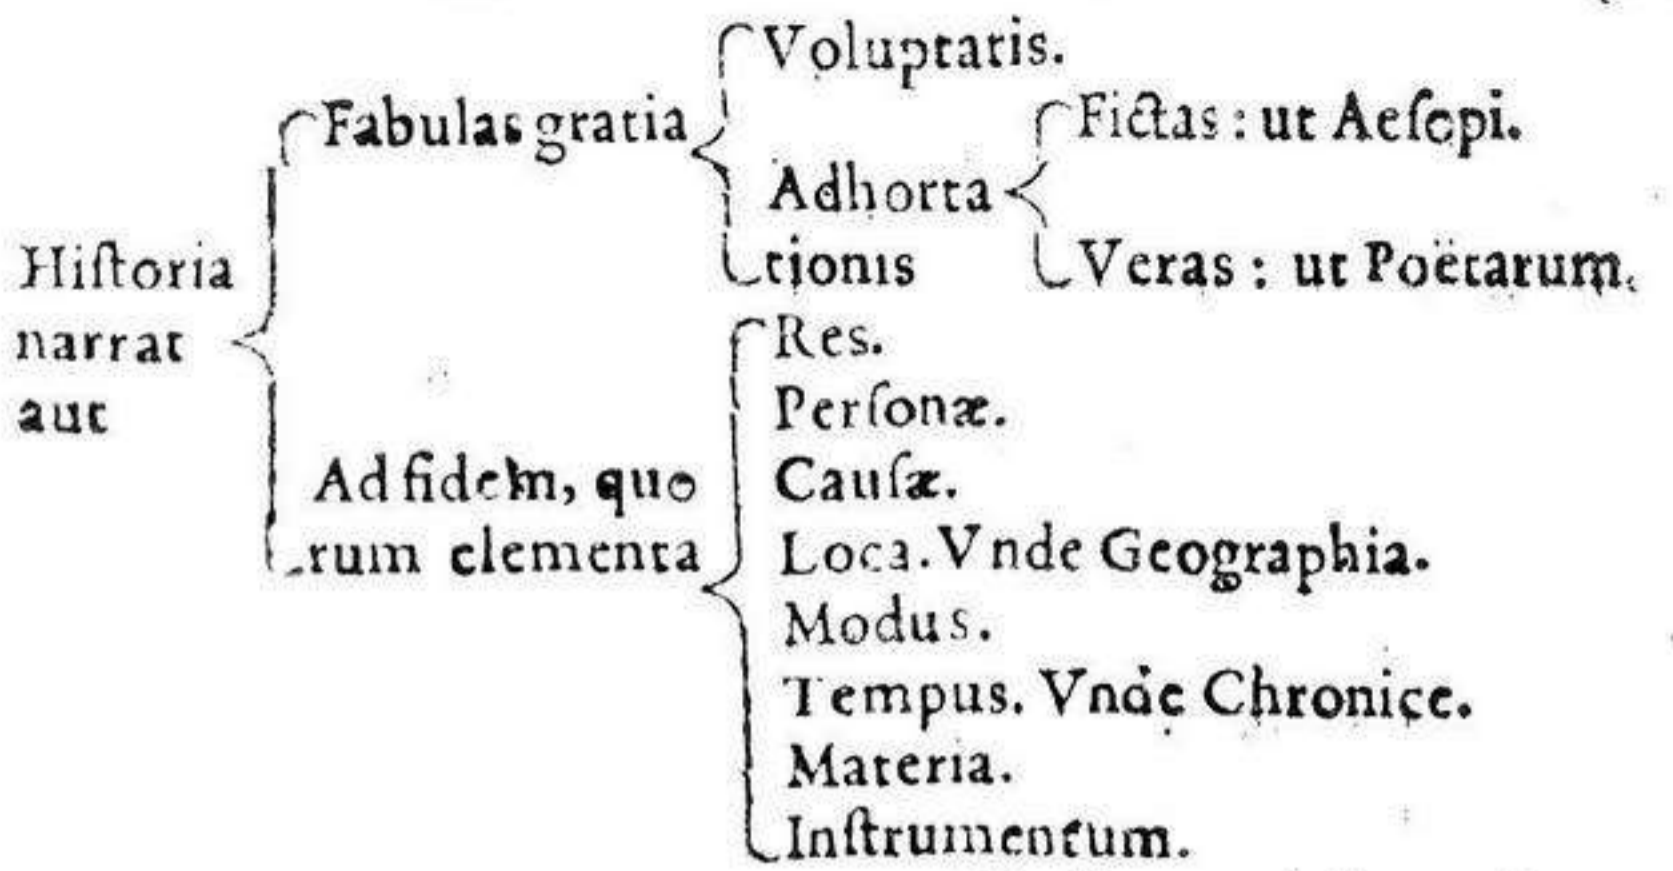 Voluptatis.
Fabulas gratia
Fictas : ut Aeſopi.
Adhorta
tionis
Veras : ut Poëtarum.
Hiſtoria
narrat
aut
Res.
Perſonæ.
Cauſæ.
Ad fidem, quo
rum elementa
Loca. Vnde Geographia.
Modus.
Tempus. Vnde Chronice.
Materia.
Inſtrumentum.